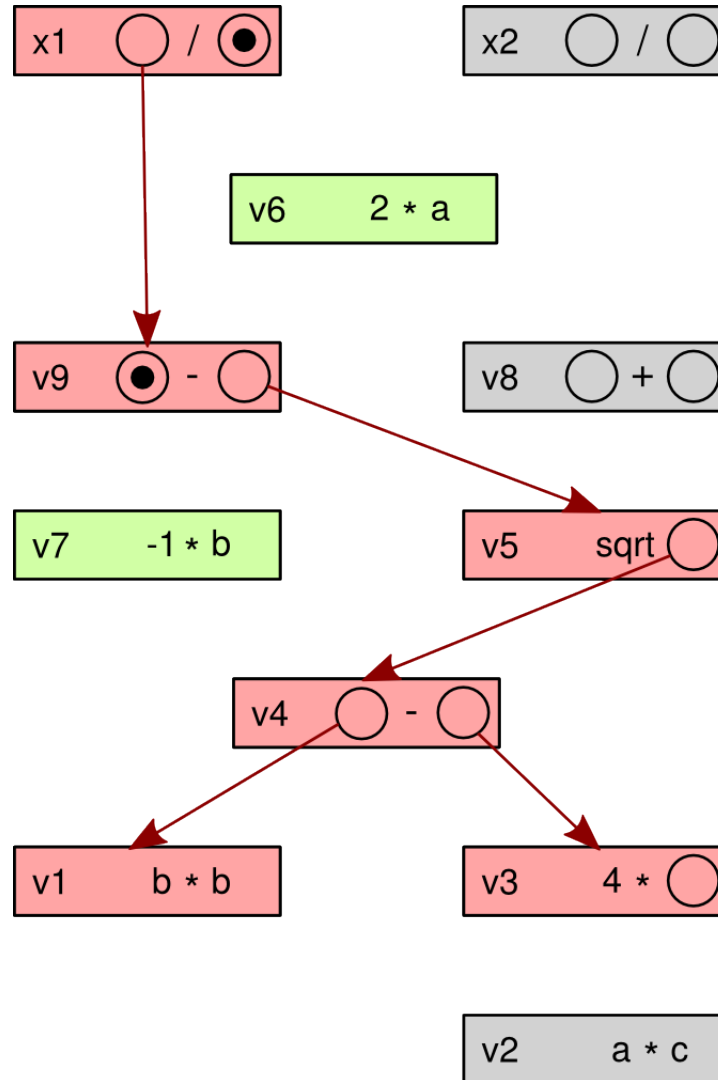 x1 /
x2 /
v6 2 * a
v9 -
v8 +
v7 -1 * b
v5 sqrt
v4 -
v1 b * b
v3 4 *
v2 a * c